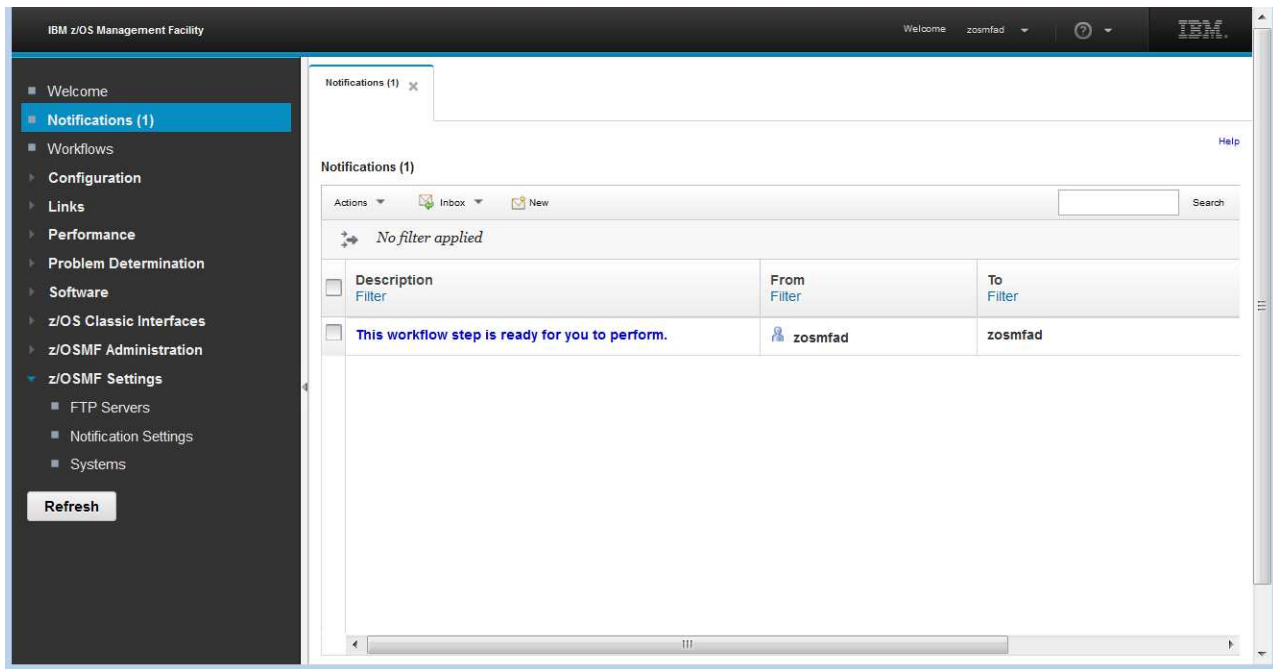 IBM z/OS Management Facility
Welcome zosmfad
IBM.
Welcome
Notifications (1)
Workflows
Configuration
Links
Performance
Problem Determination
Software
z/OS Classic Interfaces
z/OSMF Administration
z/OSMF Settings
FTP Servers
Notification Settings
Systems
Refresh
Notifications (1)
Help
Notifications (1)
Actions Inbox New Search
No filter applied
Description From To
Filter Filter Filter
This workflow step is ready for you to perform. zosmfad zosmfad